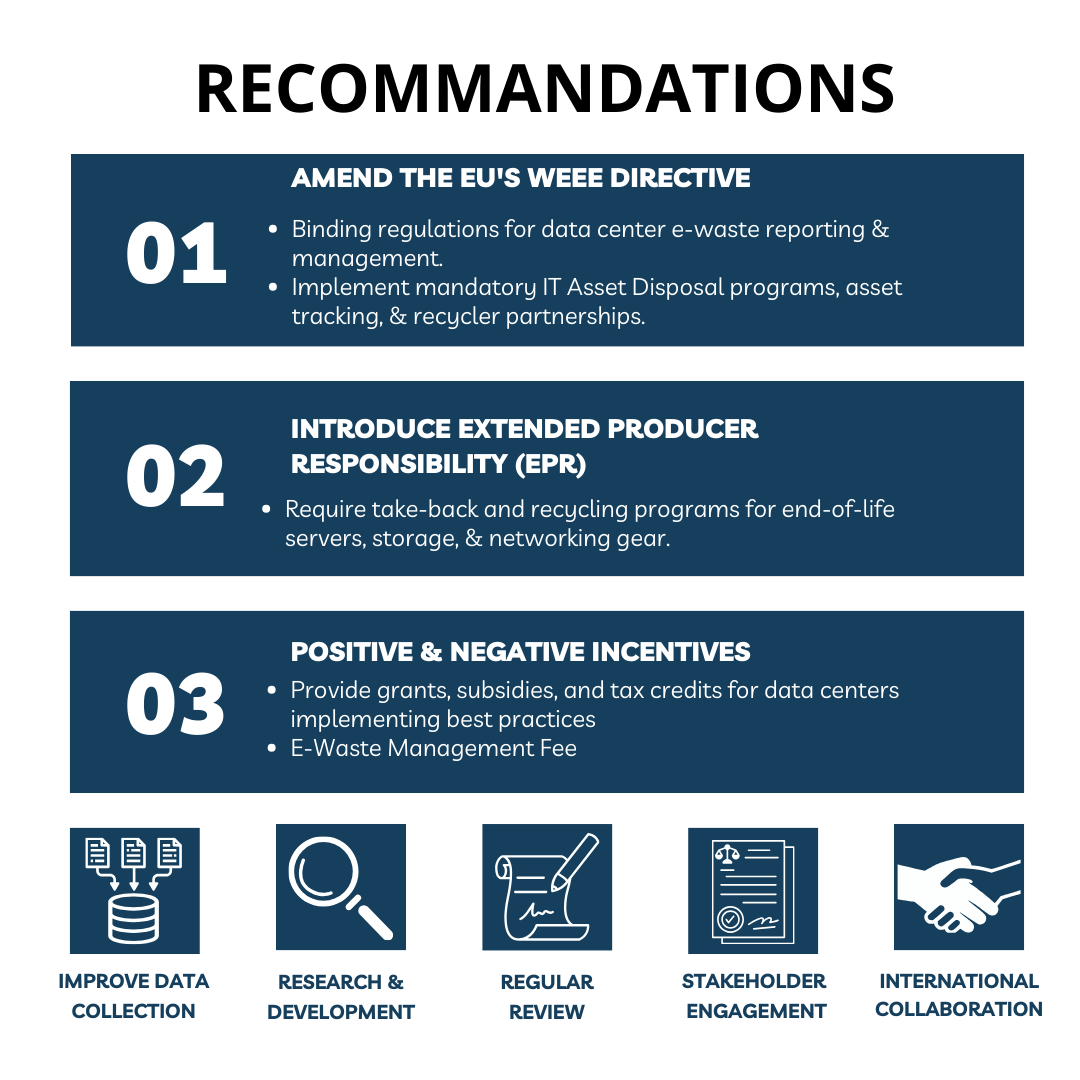 RECOMMANDATIONS
01
AMEND THE EU'S WEEE DIRECTIVE
• Binding regulations for data center e-waste reporting &
management.
• Implement mandatory IT Asset Disposal programs, asset
tracking, & recycler partnerships.
02
INTRODUCE EXTENDED PRODUCER
RESPONSIBILITY (EPR)
• Require take-back and recycling programs for end-of-life
servers, storage, & networking gear.
03
POSITIVE & NEGATIVE INCENTIVES
• Provide grants, subsidies, and tax credits for data centers
implementing best practices
• E-Waste Management Fee
IMPROVE DATA
COLLECTION
RESEARCH &
DEVELOPMENT
REGULAR
REVIEW
STAKEHOLDER
ENGAGEMENT
INTERNATIONAL
COLLABORATION